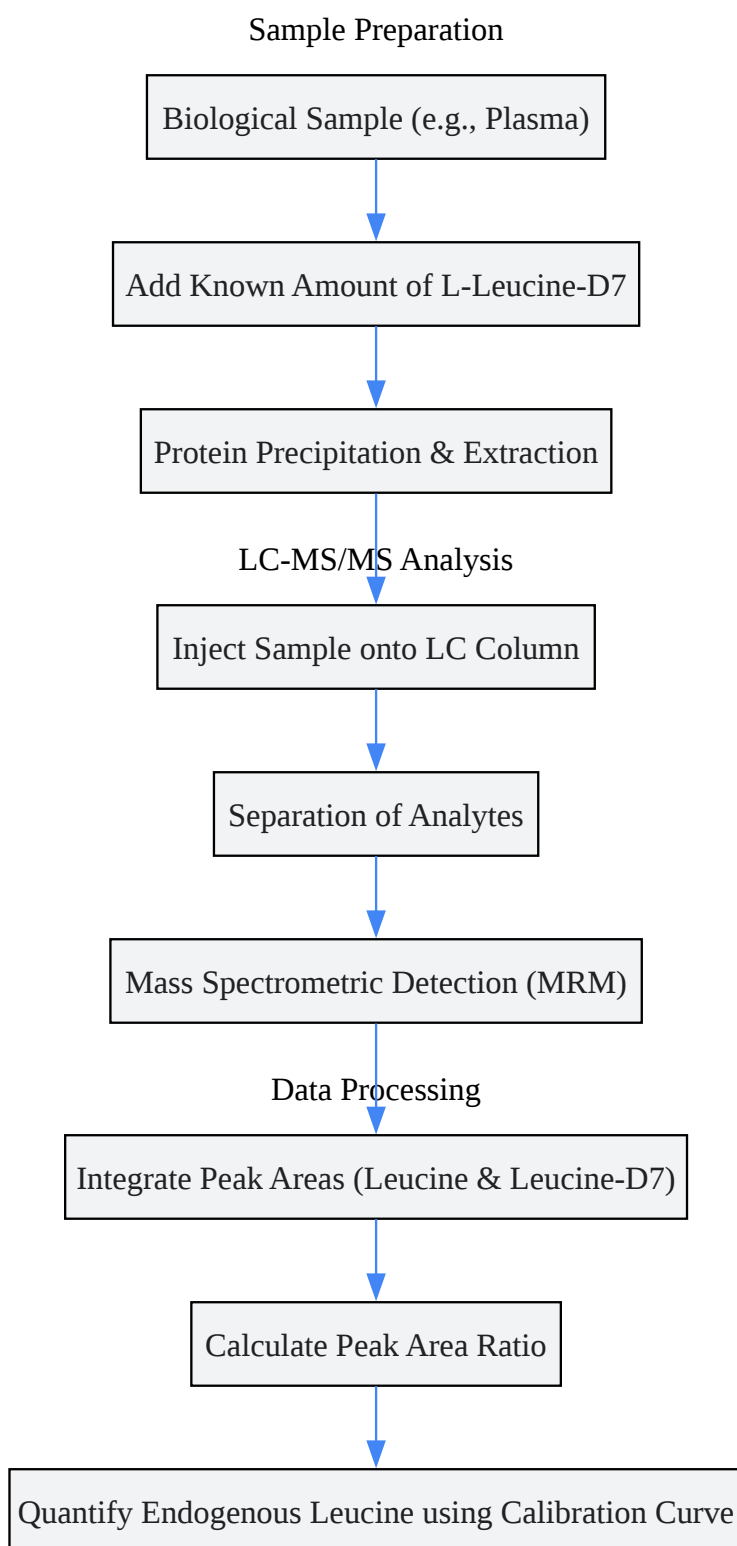 Sample Preparation
Biological Sample (e.g., Plasma)
Add Known Amount of L-Leucine-D7
Protein Precipitation & Extraction
LC-MS/MS Analysis
Inject Sample onto LC Column
Separation of Analytes
Mass Spectrometric Detection (MRM)
Data Processing
Integrate Peak Areas (Leucine & Leucine-D7)
Calculate Peak Area Ratio
Quantify Endogenous Leucine using Calibration Curve